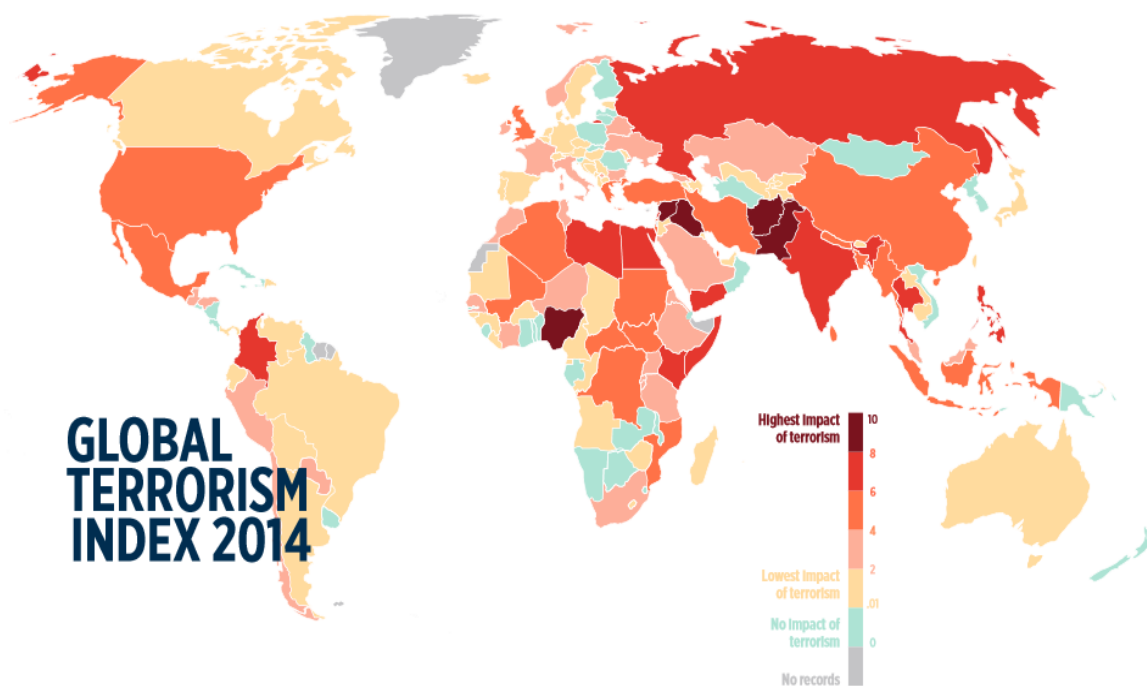 GLOBAL
TERRORISM
INDEX 2014
Highest impact
of terrorism
10
8
6
4
2
Lowest impact
of terrorism
.01
No impact of
terrorism
0
No records